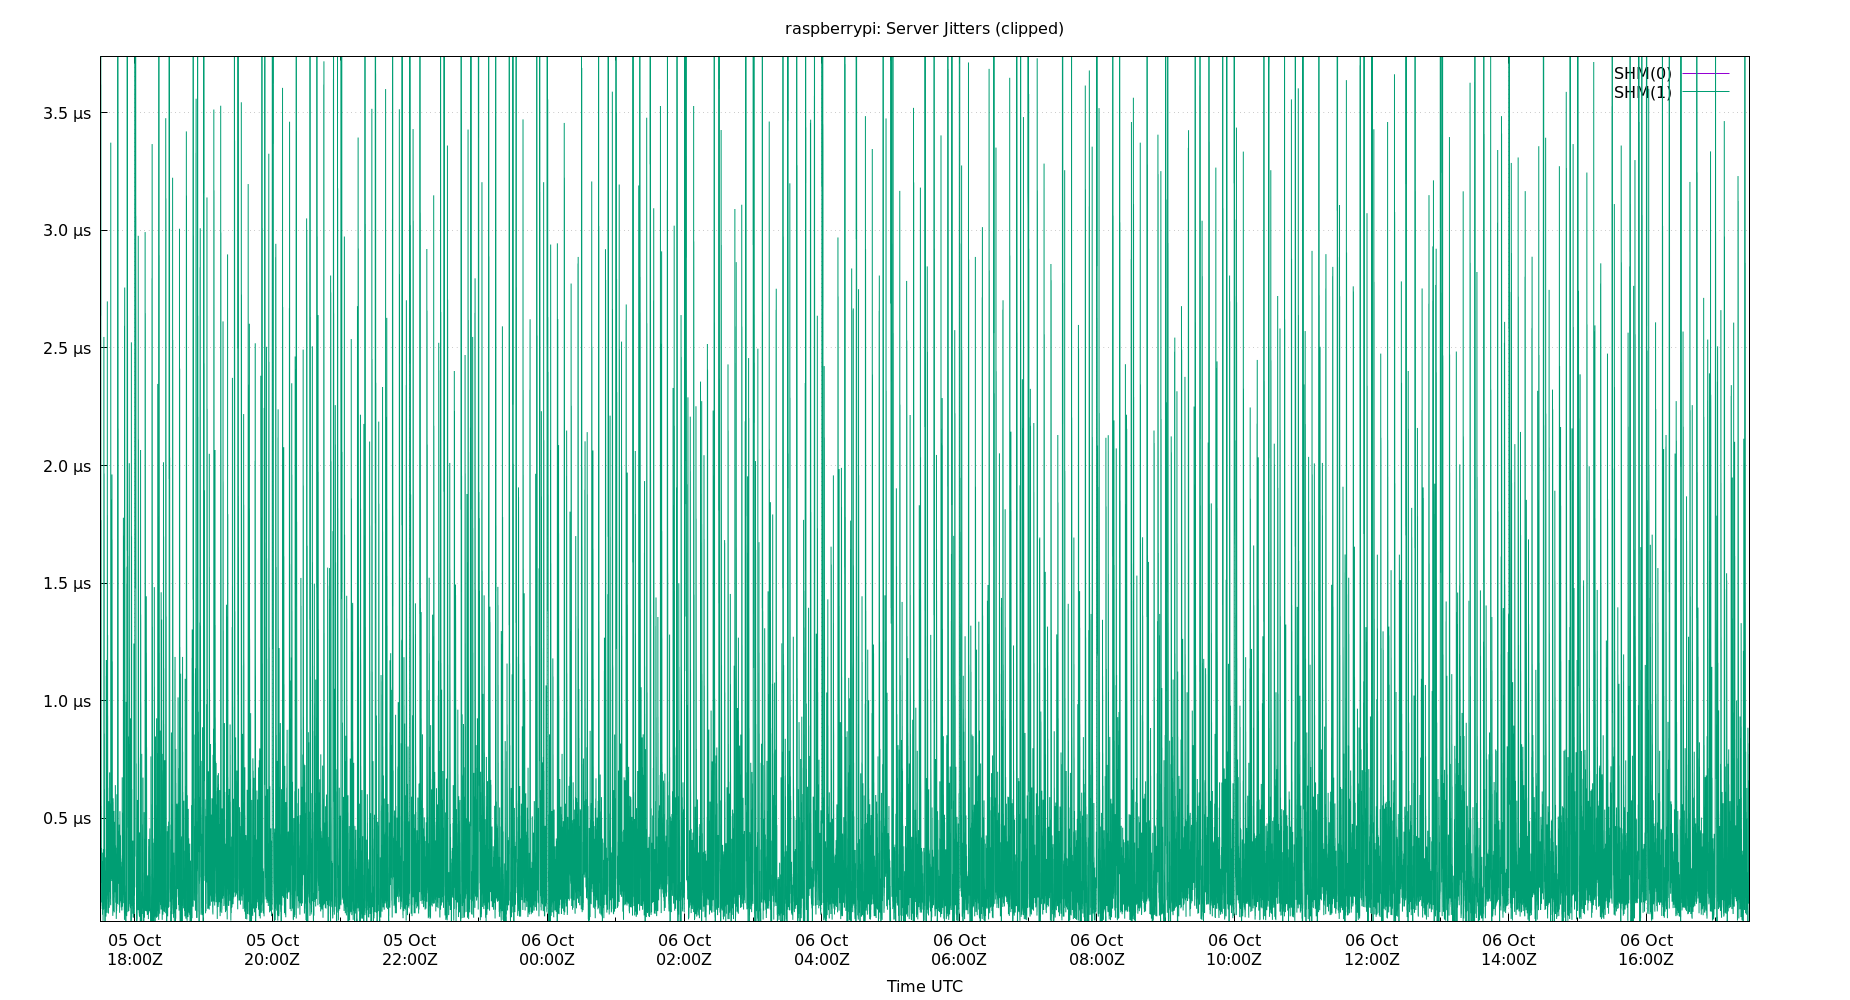 raspberrypi: Server Jitters (clipped)
SHM(0)
SHM(1)
3.5 µs
3.0 µs
2.5 µs
2.0 µs
1.5 µs
1.0 µs
0.5 µs
05 Oct 05 Oct 05 Oct 06 Oct 06 Oct 06 Oct 06 Oct 06 Oct 06 Oct 06 Oct 06 Oct 06 Oct
18:00Z 20:00Z 22:00Z 00:00Z 02:00Z 04:00Z 06:00Z 08:00Z 10:00Z 12:00Z 14:00Z 16:00Z
Time UTC